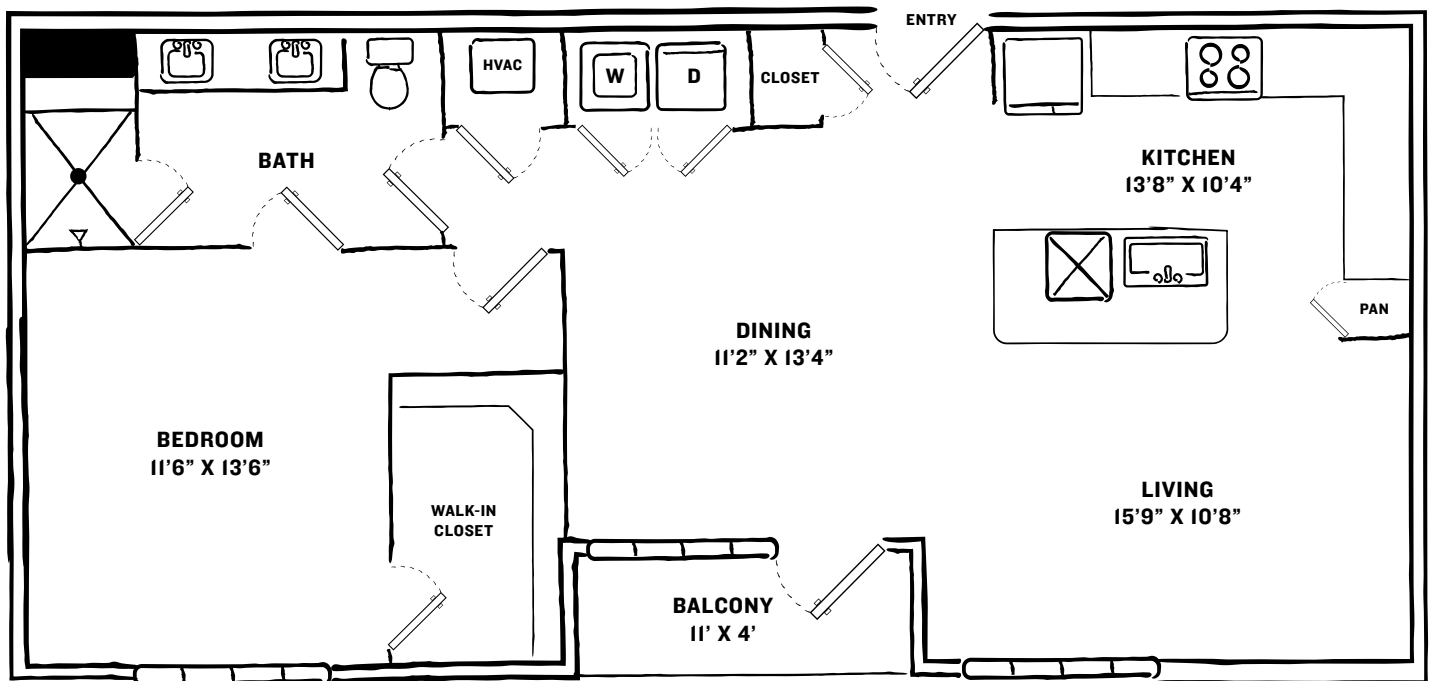 ENTRY
HVAC
W
D
CLOSET
BATH
KITCHEN
13’8” X 10’4”
PAN
DINING
11’2” X 13’4”
BEDROOM
11’6” X 13’6”
WALK-IN
CLOSET
LIVING
15’9” X 10’8”
BALCONY
11’ X 4’